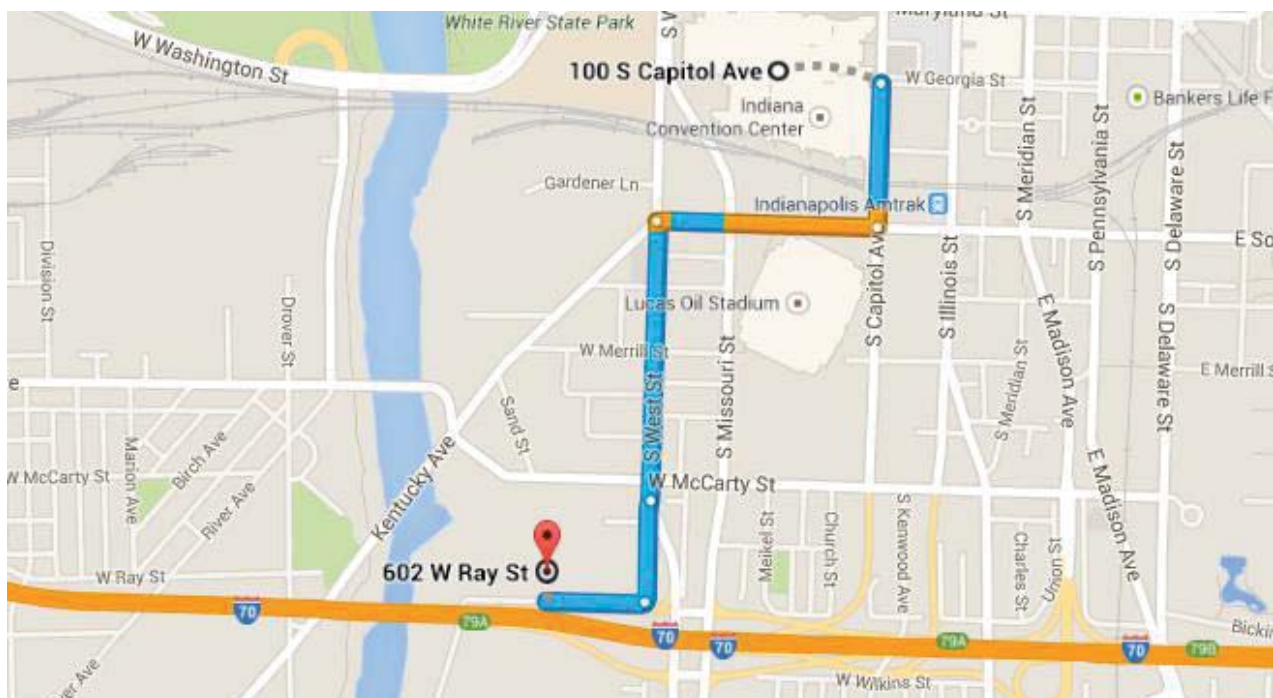 White River State Park
S W
Maryland St
W Washington St
100 S Capitol Ave
W Georgia St
Indiana
Convention Center
Bankers Life F
Gardener Ln
Indianapolis Amtrak
S Meridian St
S Pennsylvania St
S Delaware St
E So
Division St
Drover St
S Capitol Ave
S Illinois St
Lucas Oil Stadium
W Merrill St
S West St
S Missouri St
S Meridian St
E Madison Ave
S Delaware St
E Merrill S
e
Sand St
Marion Ave
Birch Ave
W McCarty St
River Ave
Kentucky Ave
W McCarty St
Meikel St
Church St
S Kenwood Ave
Charles St
Union St
E Madison Ave
W Ray St
602 W Ray St
70
79A
70
70
79A
70
79B
Bickin
ver Ave
W Wilkins St